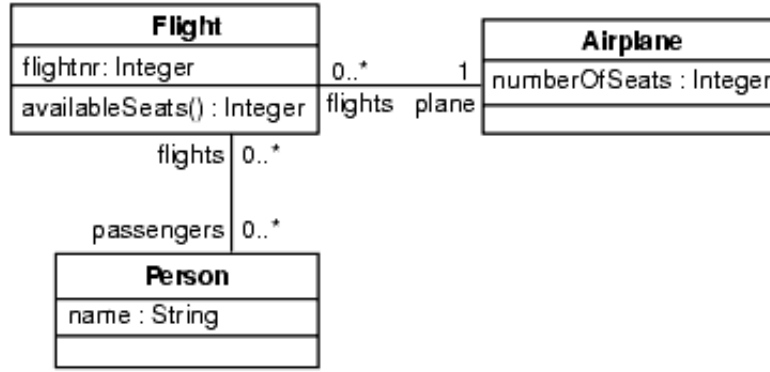 Flight
flightnr: Integer
availableSeats() : Integer
0..* 1
flights plane
Airplane
numberOfSeats : Integer
flights 0..*
passengers 0..*
Person
name : String